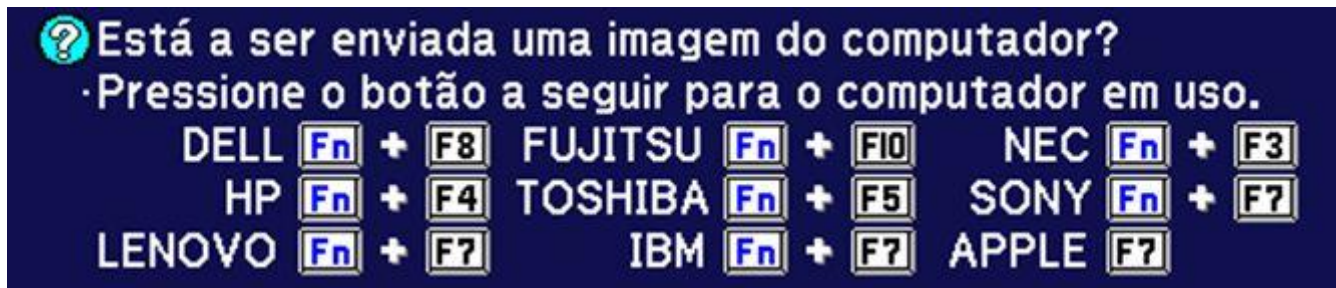 Está a ser enviada uma imagem do computador?
·Pressione o botão a seguir para o computador em uso.
DELL Fn + F8 FUJITSU Fn + F10 NEC Fn + F3
HP Fn + F4 TOSHIBA Fn + F5 SONY Fn + F7
LENOVO Fn + F7 IBM Fn + F7 APPLE F7